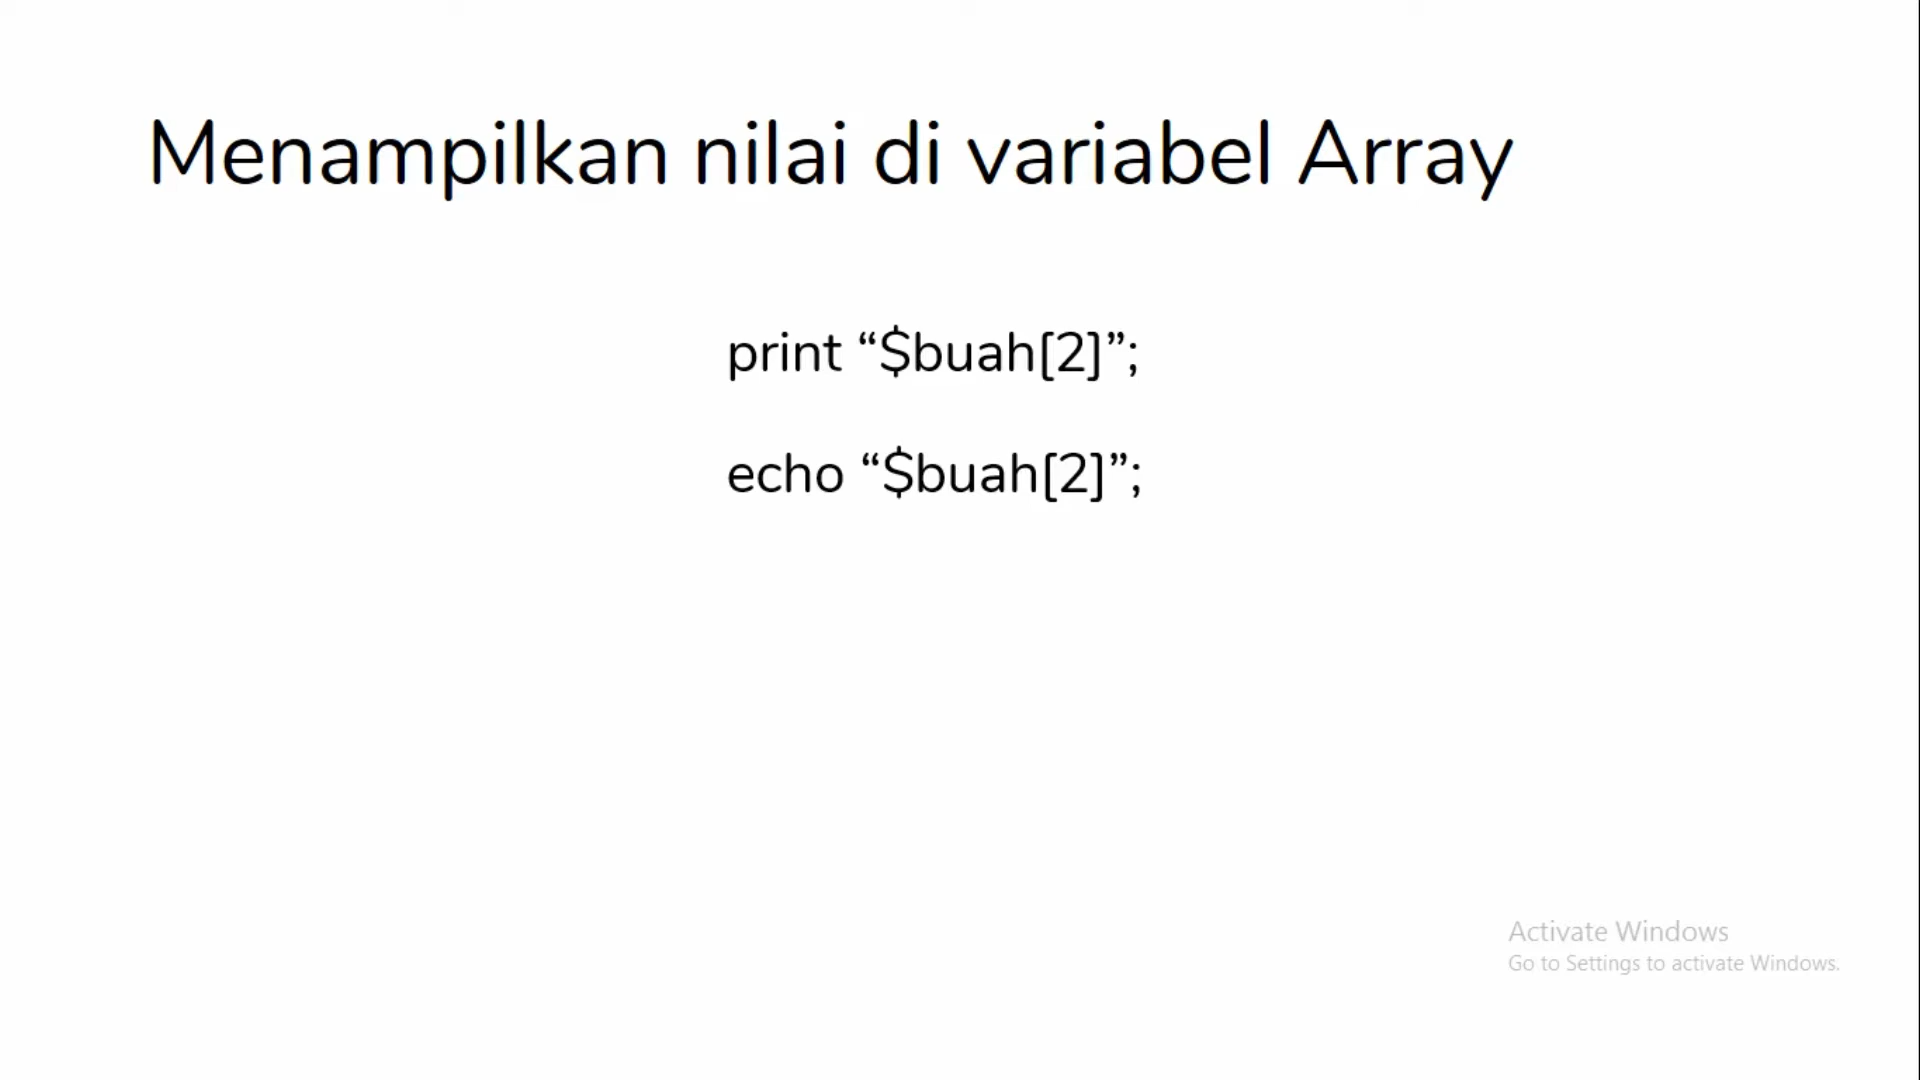 Menampilkan nilai di variabel Array
print “$buah[2]”;
echo “$buah[2]”;
Activate Windows
Go to Settings to activate Windows.